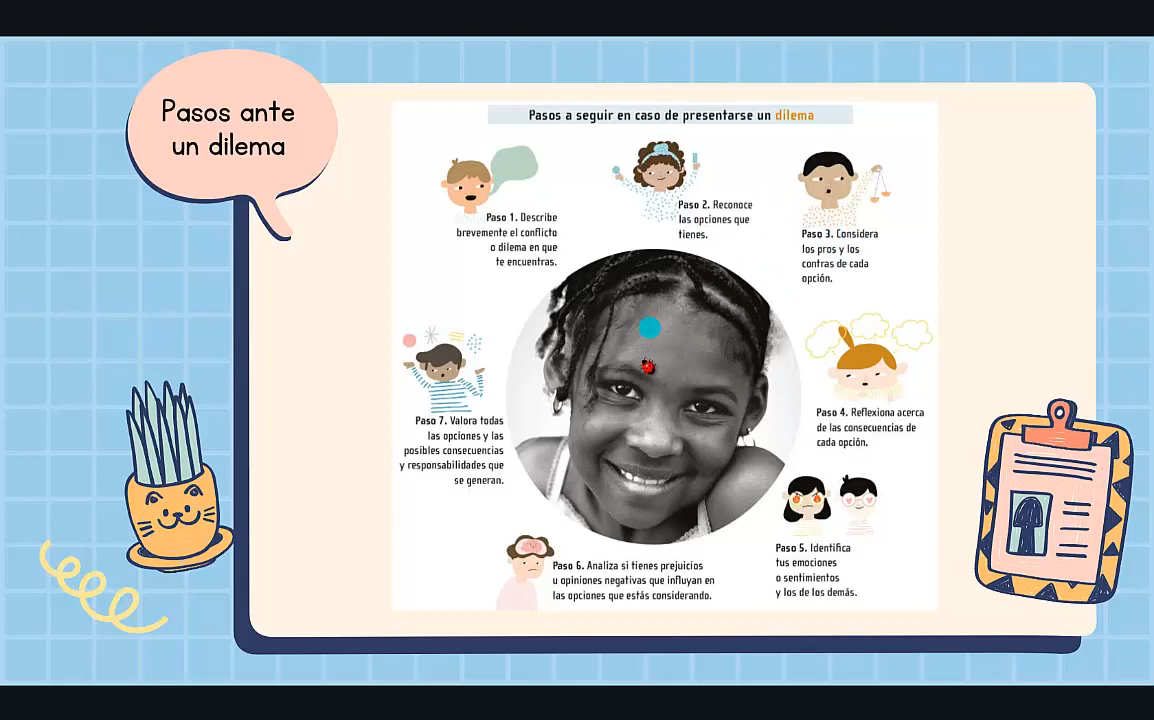 Pasos ante
un dilema
Pasos a seguir en caso de presentarse un dilema
Paso 1. Describe
brevemente el conflicto
o dilema en que
te encuentras.
Paso 2. Reconoce
las opciones que
tienes.
Paso 3. Considera
los pros y los
contras de cada
opción.
Paso 4. Reflexiona acerca
de las consecuencias de
cada opción.
Paso 5. Identifica
tus emociones
o sentimientos
y los de los demás.
Paso 6. Analiza si tienes prejuicios
u opiniones negativas que influyan en
las opciones que estás considerando.
Paso 7. Valora todas
las opciones y las
posibles consecuencias
y responsabilidades que
se generan.